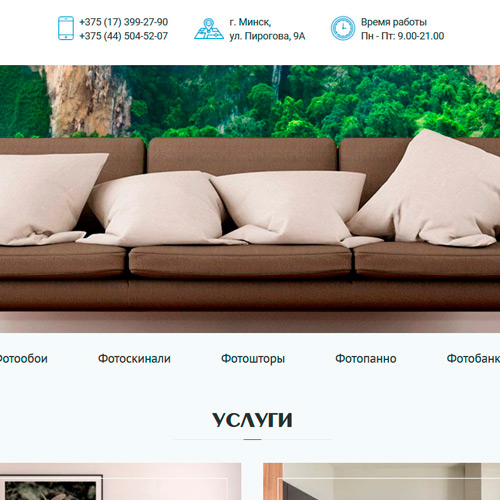 +375 (17) 399-27-90
+375 (44) 504-52-07
г. Минск,
ул. Пирогова, 9А
Время работы
Пн - Пт: 9.00-21.00
Фотообои Фотоскинали Фотошторы Фотопанно Фотобанк
УСЛУГИ